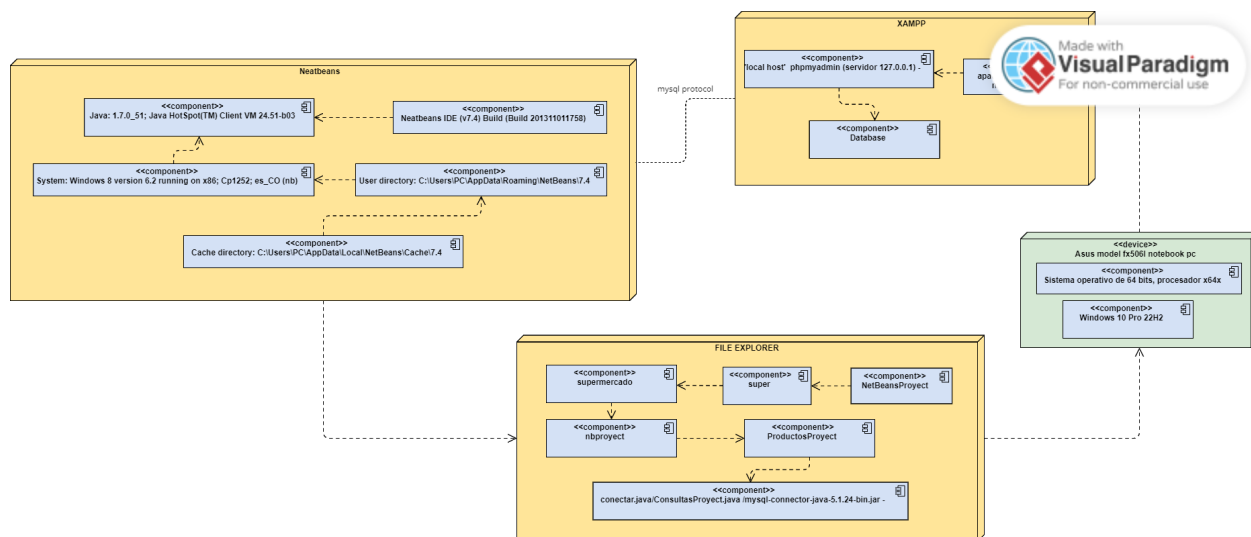 Neatbeans
<<component>>
Java: 1.7.0_51; Java HotSpot(TM) Client VM 24.51-b03
<<component>>
Neatbeans IDE (v7.4) Build (Build 201311011758)
<<component>>
System: Windows 8 version 6.2 running on x86; Cp1252; es_CO (nb)
<<component>>
User directory: C:\Users\PC\AppData\Roaming\NetBeans\7.4
<<component>>
Cache directory: C:\Users\PC\AppData\Local\NetBeans\Cache\7.4
mysql protocol
XAMPP
<<component>>
'local host' phpmyadmin (servidor 127.0.0.1) -
<<component>>
Database
Made with
Visual Paradigm
For non-commercial use
<<device>>
Asus model fx506l notebook pc
<<component>>
Sistema operativo de 64 bits, procesador x64x
<<component>>
Windows 10 Pro 22H2
FILE EXPLORER
<<component>>
supermercado
<<component>>
super
<<component>>
NetBeansProyect
<<component>>
nbproyect
<<component>>
ProductosProyect
<<component>>
conectar.java/ConsultasProyect.java /mysql-connector-java-5.1.24-bin.jar -